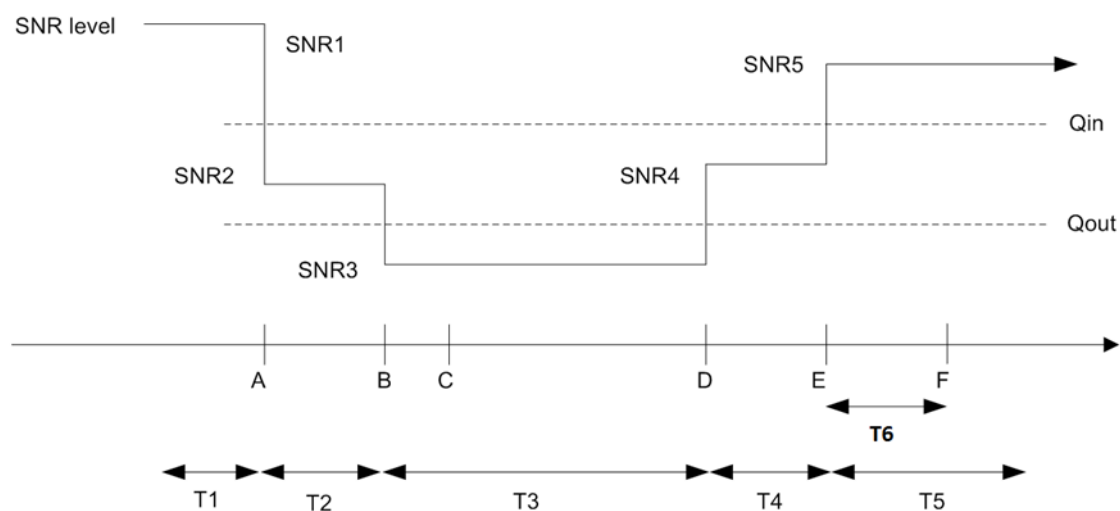 SNR level
SNR1
SNR5
Qin
SNR2
SNR4
Qout
SNR3
A
B
C
D
E
F
T6
T1
T2
T3
T4
T5